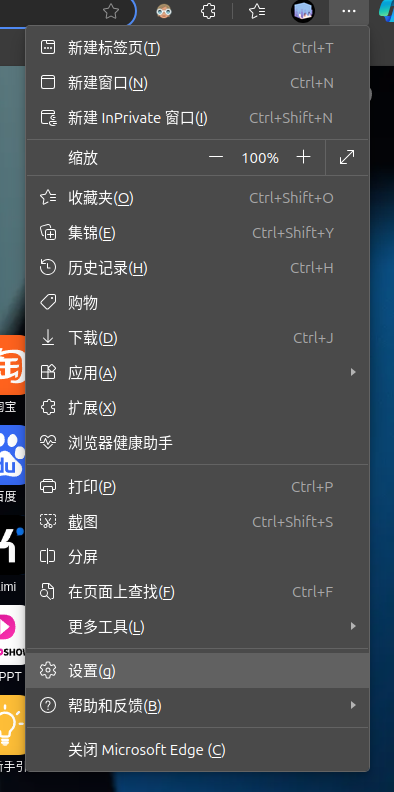 新建标签页(T) Ctrl+T
新建窗口(N) Ctrl+N
新建 InPrivate 窗口(I) Ctrl+Shift+N
缩放 — 100% +
收藏夹(O) Ctrl+Shift+O
集锦(E) Ctrl+Shift+Y
历史记录(H) Ctrl+H
购物
下载(D) Ctrl+J
应用(A)
扩展(X)
浏览器健康助手
打印(P) Ctrl+P
截图 Ctrl+Shift+S
分屏
在页面上查找(F) Ctrl+F
更多工具(L)
设置(g)
帮助和反馈(B)
关闭 Microsoft Edge (C)
淘
淘宝
du
百度
imi
SHOW
PPT
新手引